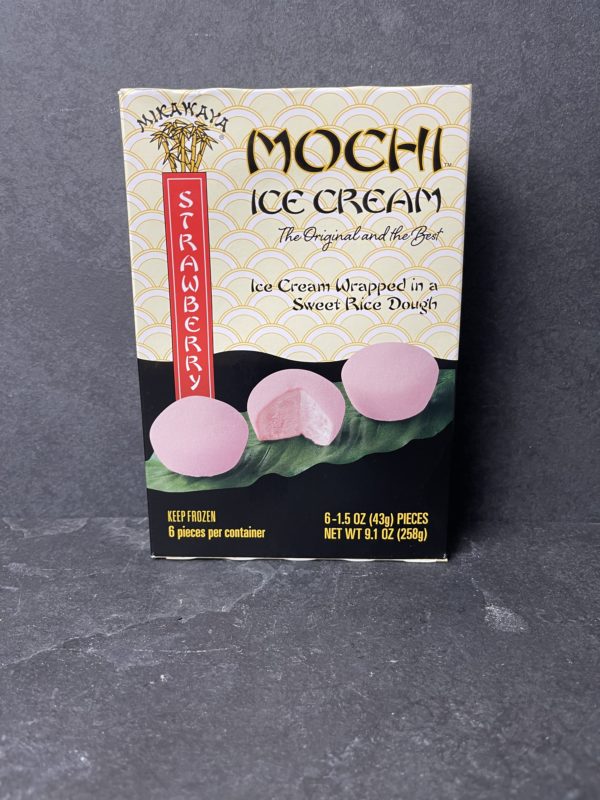 MIKAWAYA®
MOCHI™
ICE CREAM
The Original and the Best
Ice Cream Wrapped in a
Sweet Rice Dough
STRAWBERRY
KEEP FROZEN
6 pieces per container
6-1.5 OZ (43g) PIECES
NET WT 9.1 OZ (258g)